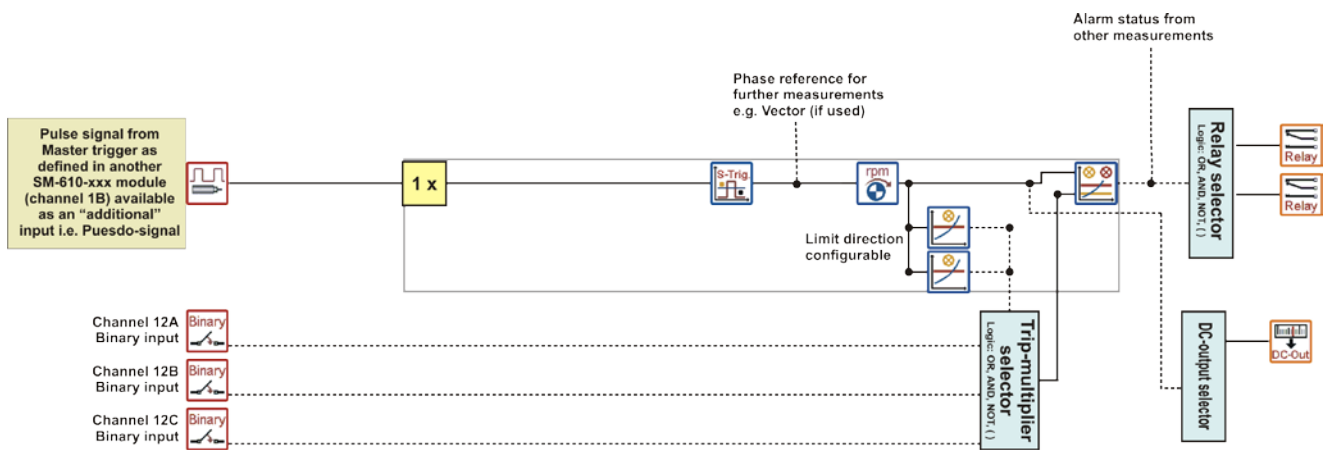 Alarm status from
other measurements
Phase reference for
further measurements
e.g. Vector (if used)
Pulse signal from
Master trigger as
defined in another
SM-610-xxx module
(channel 1B) available
as an “additional”
input i.e. Puesdo-signal
1 x
S-Trig.
rpm
Limit direction
configurable
Relay selector
Logic: OR, AND, NOT, ( )
Relay
Relay
Channel 12A
Binary input
Binary
Channel 12B
Binary input
Binary
Channel 12C
Binary input
Binary
Trip-multiplier
selector
Logic: OR, AND, NOT, ( )
DC-output selector
DC-Out